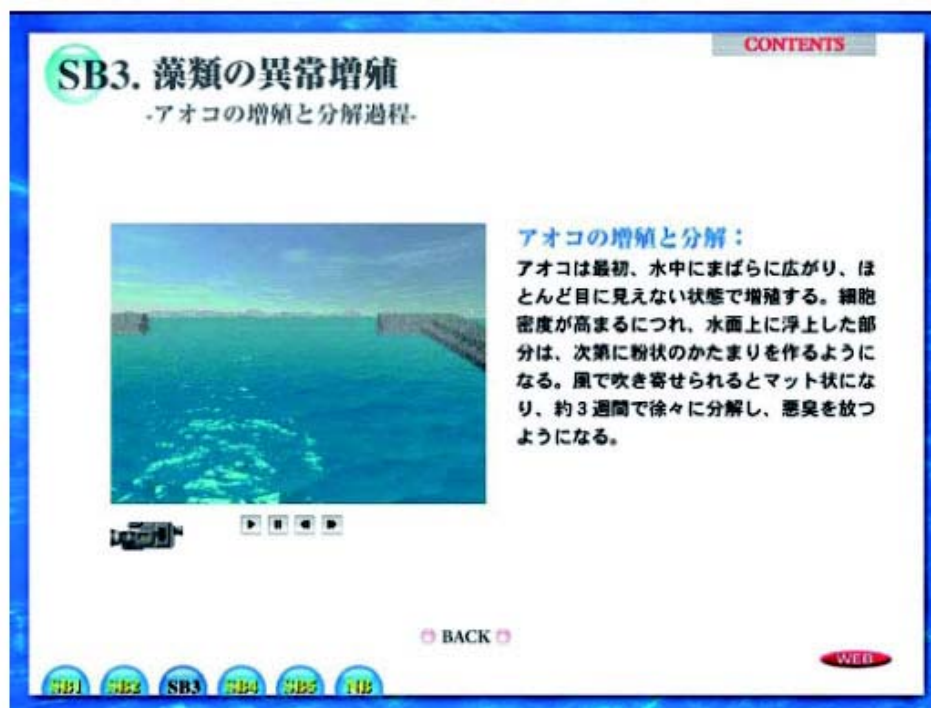 CONTENTS
SB3. 藻類の異常増殖
-アオコの増殖と分解過程-
アオコの増殖と分解：
アオコは最初、水中にまばらに広がり、ほ
とんど目に見えない状態で増殖する。細胞
密度が高まるにつれ、水面上に浮上した部
分は、次第に粉状のかたまりを作るように
なる。風で吹き寄せられるとマット状にな
り、約３週間で徐々に分解し、悪臭を放つ
ようになる。
BACK
WEB
SB1 SB2 SB3 SB4 SB5 NB